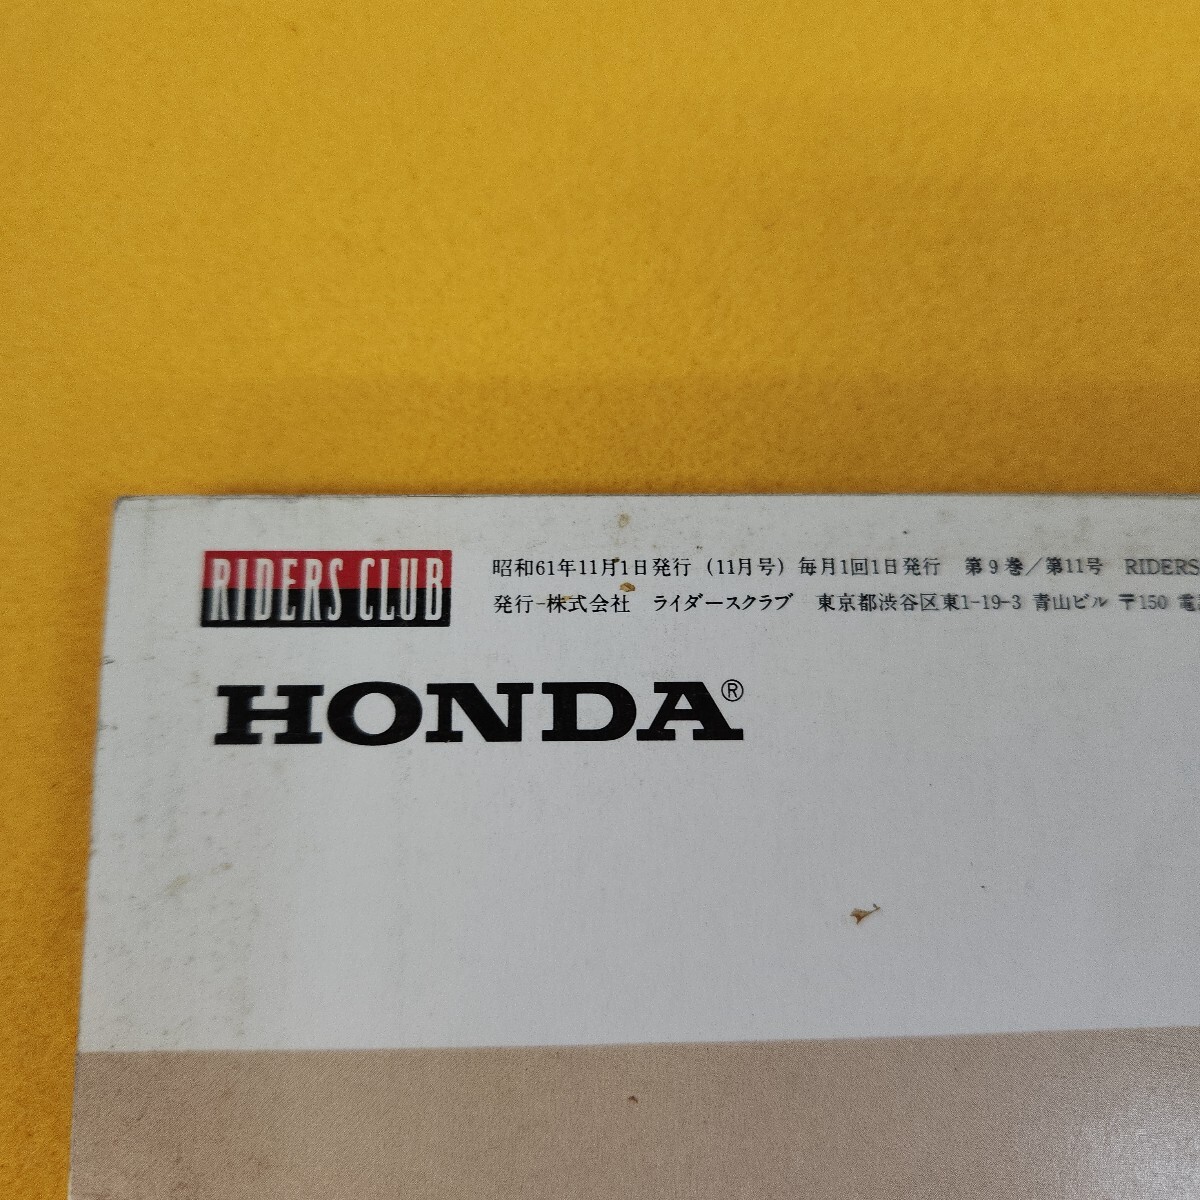 RIDERS CLUB
昭和61年11月1日発行（11月号）毎月1回1日発行　第9巻／第11号　RIDERS
発行-株式会社　ライダースクラブ　東京都渋谷区東1-19-3 青山ビル 〒150 電
HONDA®